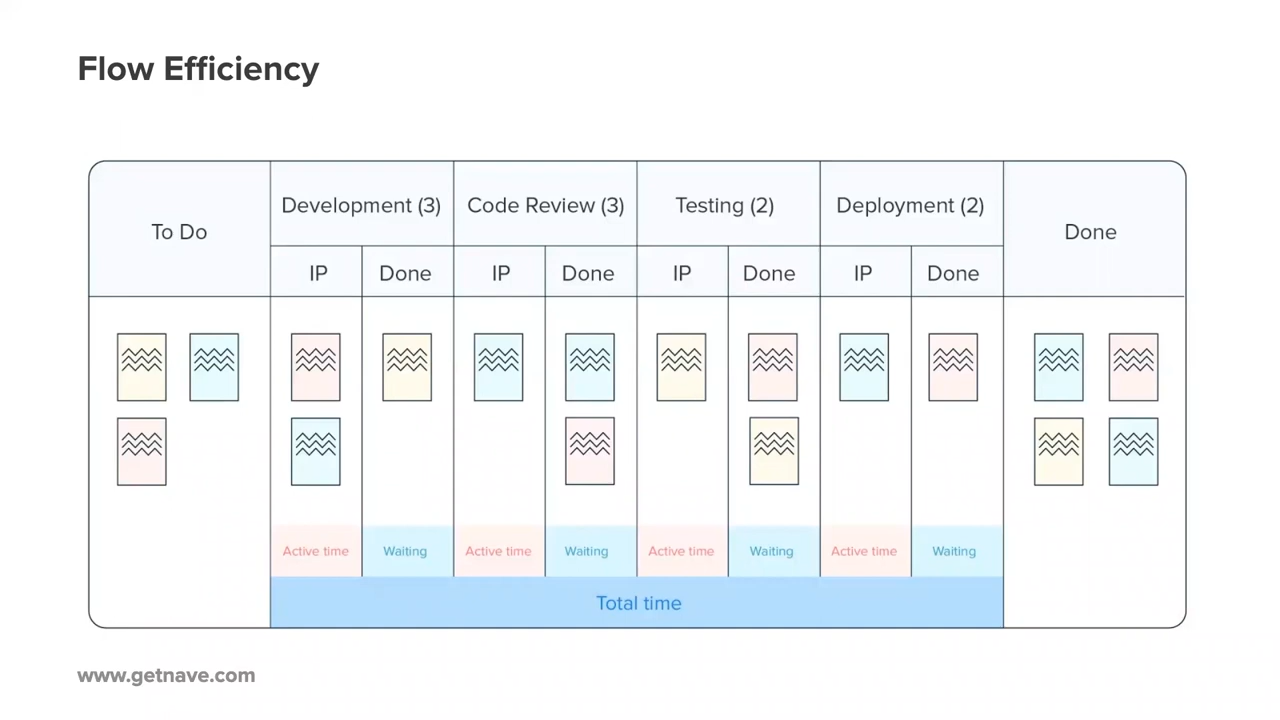 Flow Efficiency
To Do
Development (3)
Code Review (3)
Testing (2)
Deployment (2)
Done
IP
Done
IP
Done
IP
Done
IP
Done
Active time
Waiting
Active time
Waiting
Active time
Waiting
Active time
Waiting
Total time
www.getnave.com